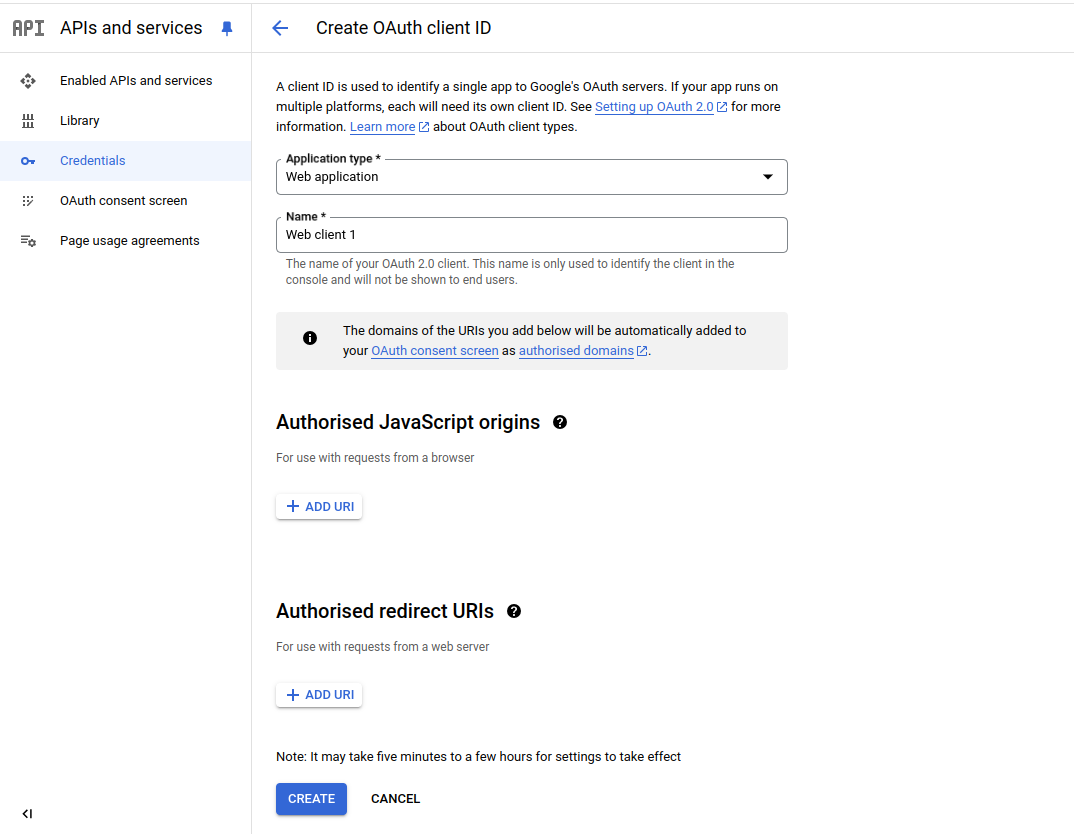 API APIs and services
Enabled APIs and services
Library
Credentials
OAuth consent screen
Page usage agreements
Create OAuth client ID
A client ID is used to identify a single app to Google's OAuth servers. If your app runs on
multiple platforms, each will need its own client ID. See Setting up OAuth 2.0 for more
information. Learn more about OAuth client types.
Application type *
Web application
Name *
Web client 1
The name of your OAuth 2.0 client. This name is only used to identify the client in the
console and will not be shown to end users.
The domains of the URIs you add below will be automatically added to
your OAuth consent screen as authorised domains.
Authorised JavaScript origins
For use with requests from a browser
ADD URI
Authorised redirect URIs
For use with requests from a web server
ADD URI
Note: It may take five minutes to a few hours for settings to take effect
CREATE CANCEL